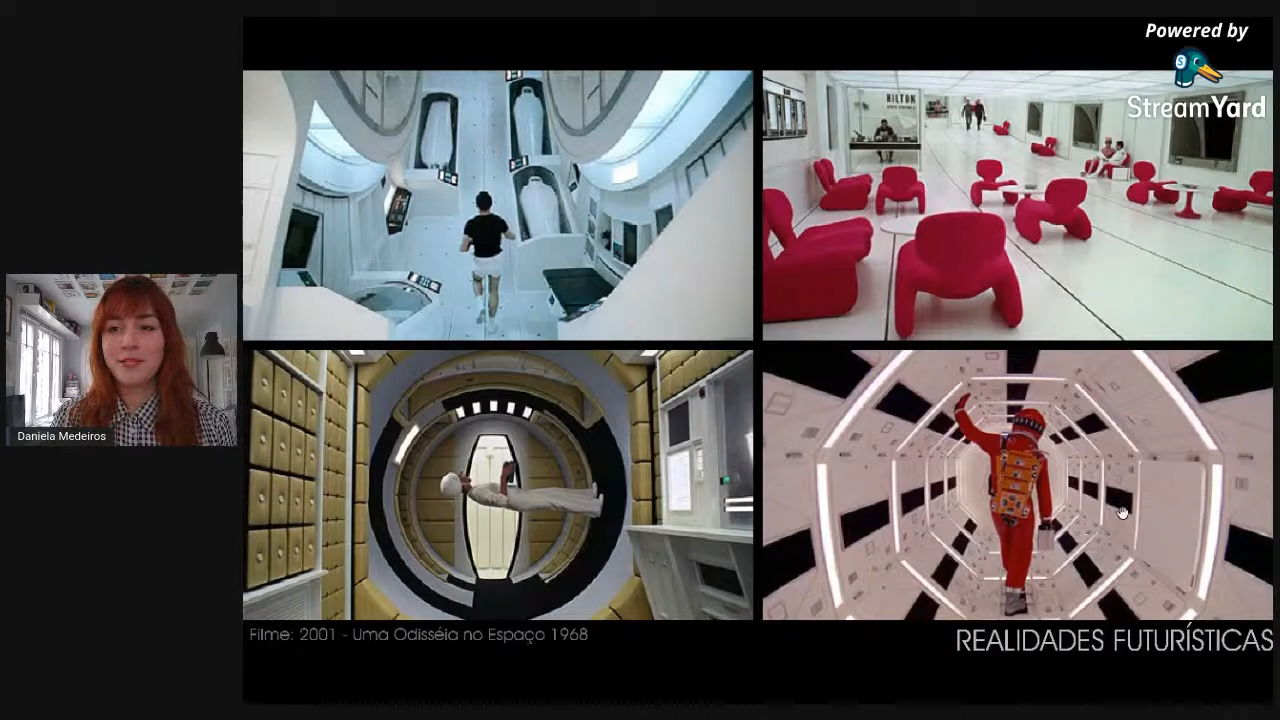 Powered by
StreamYard
HILTON
Daniela Medeiros
Filme: 2001 - Uma Odisséia no Espaço 1968
REALIDADES FUTURÍSTICAS